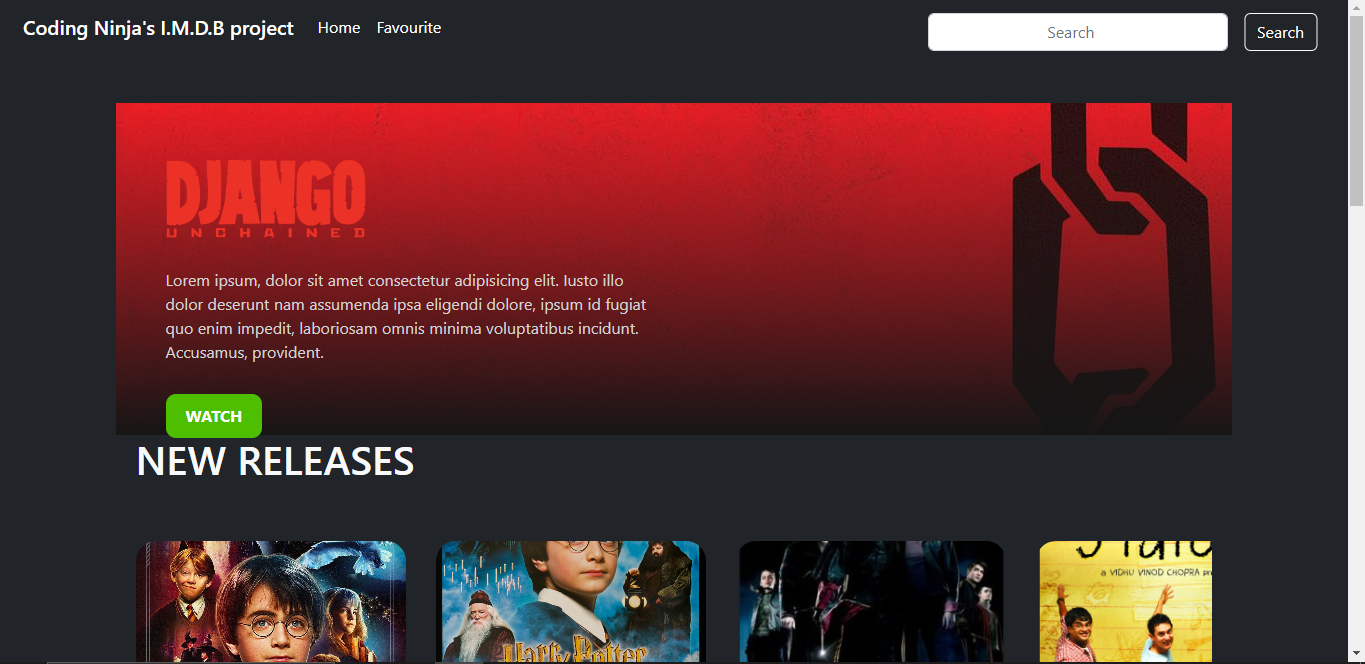 Coding Ninja's I.M.D.B project Home Favourite Search Search
DJANGO
UNCHAINED
Lorem ipsum, dolor sit amet consectetur adipisicing elit. Iusto illo
dolor deserunt nam assumenda ipsa eligendi dolore, ipsum id fugiat
quo enim impedit, laboriosam omnis minima voluptatibus incidunt.
Accusamus, provident.
WATCH
NEW RELEASES
a VIDHU VINOD CHOPRA
Harry Potter